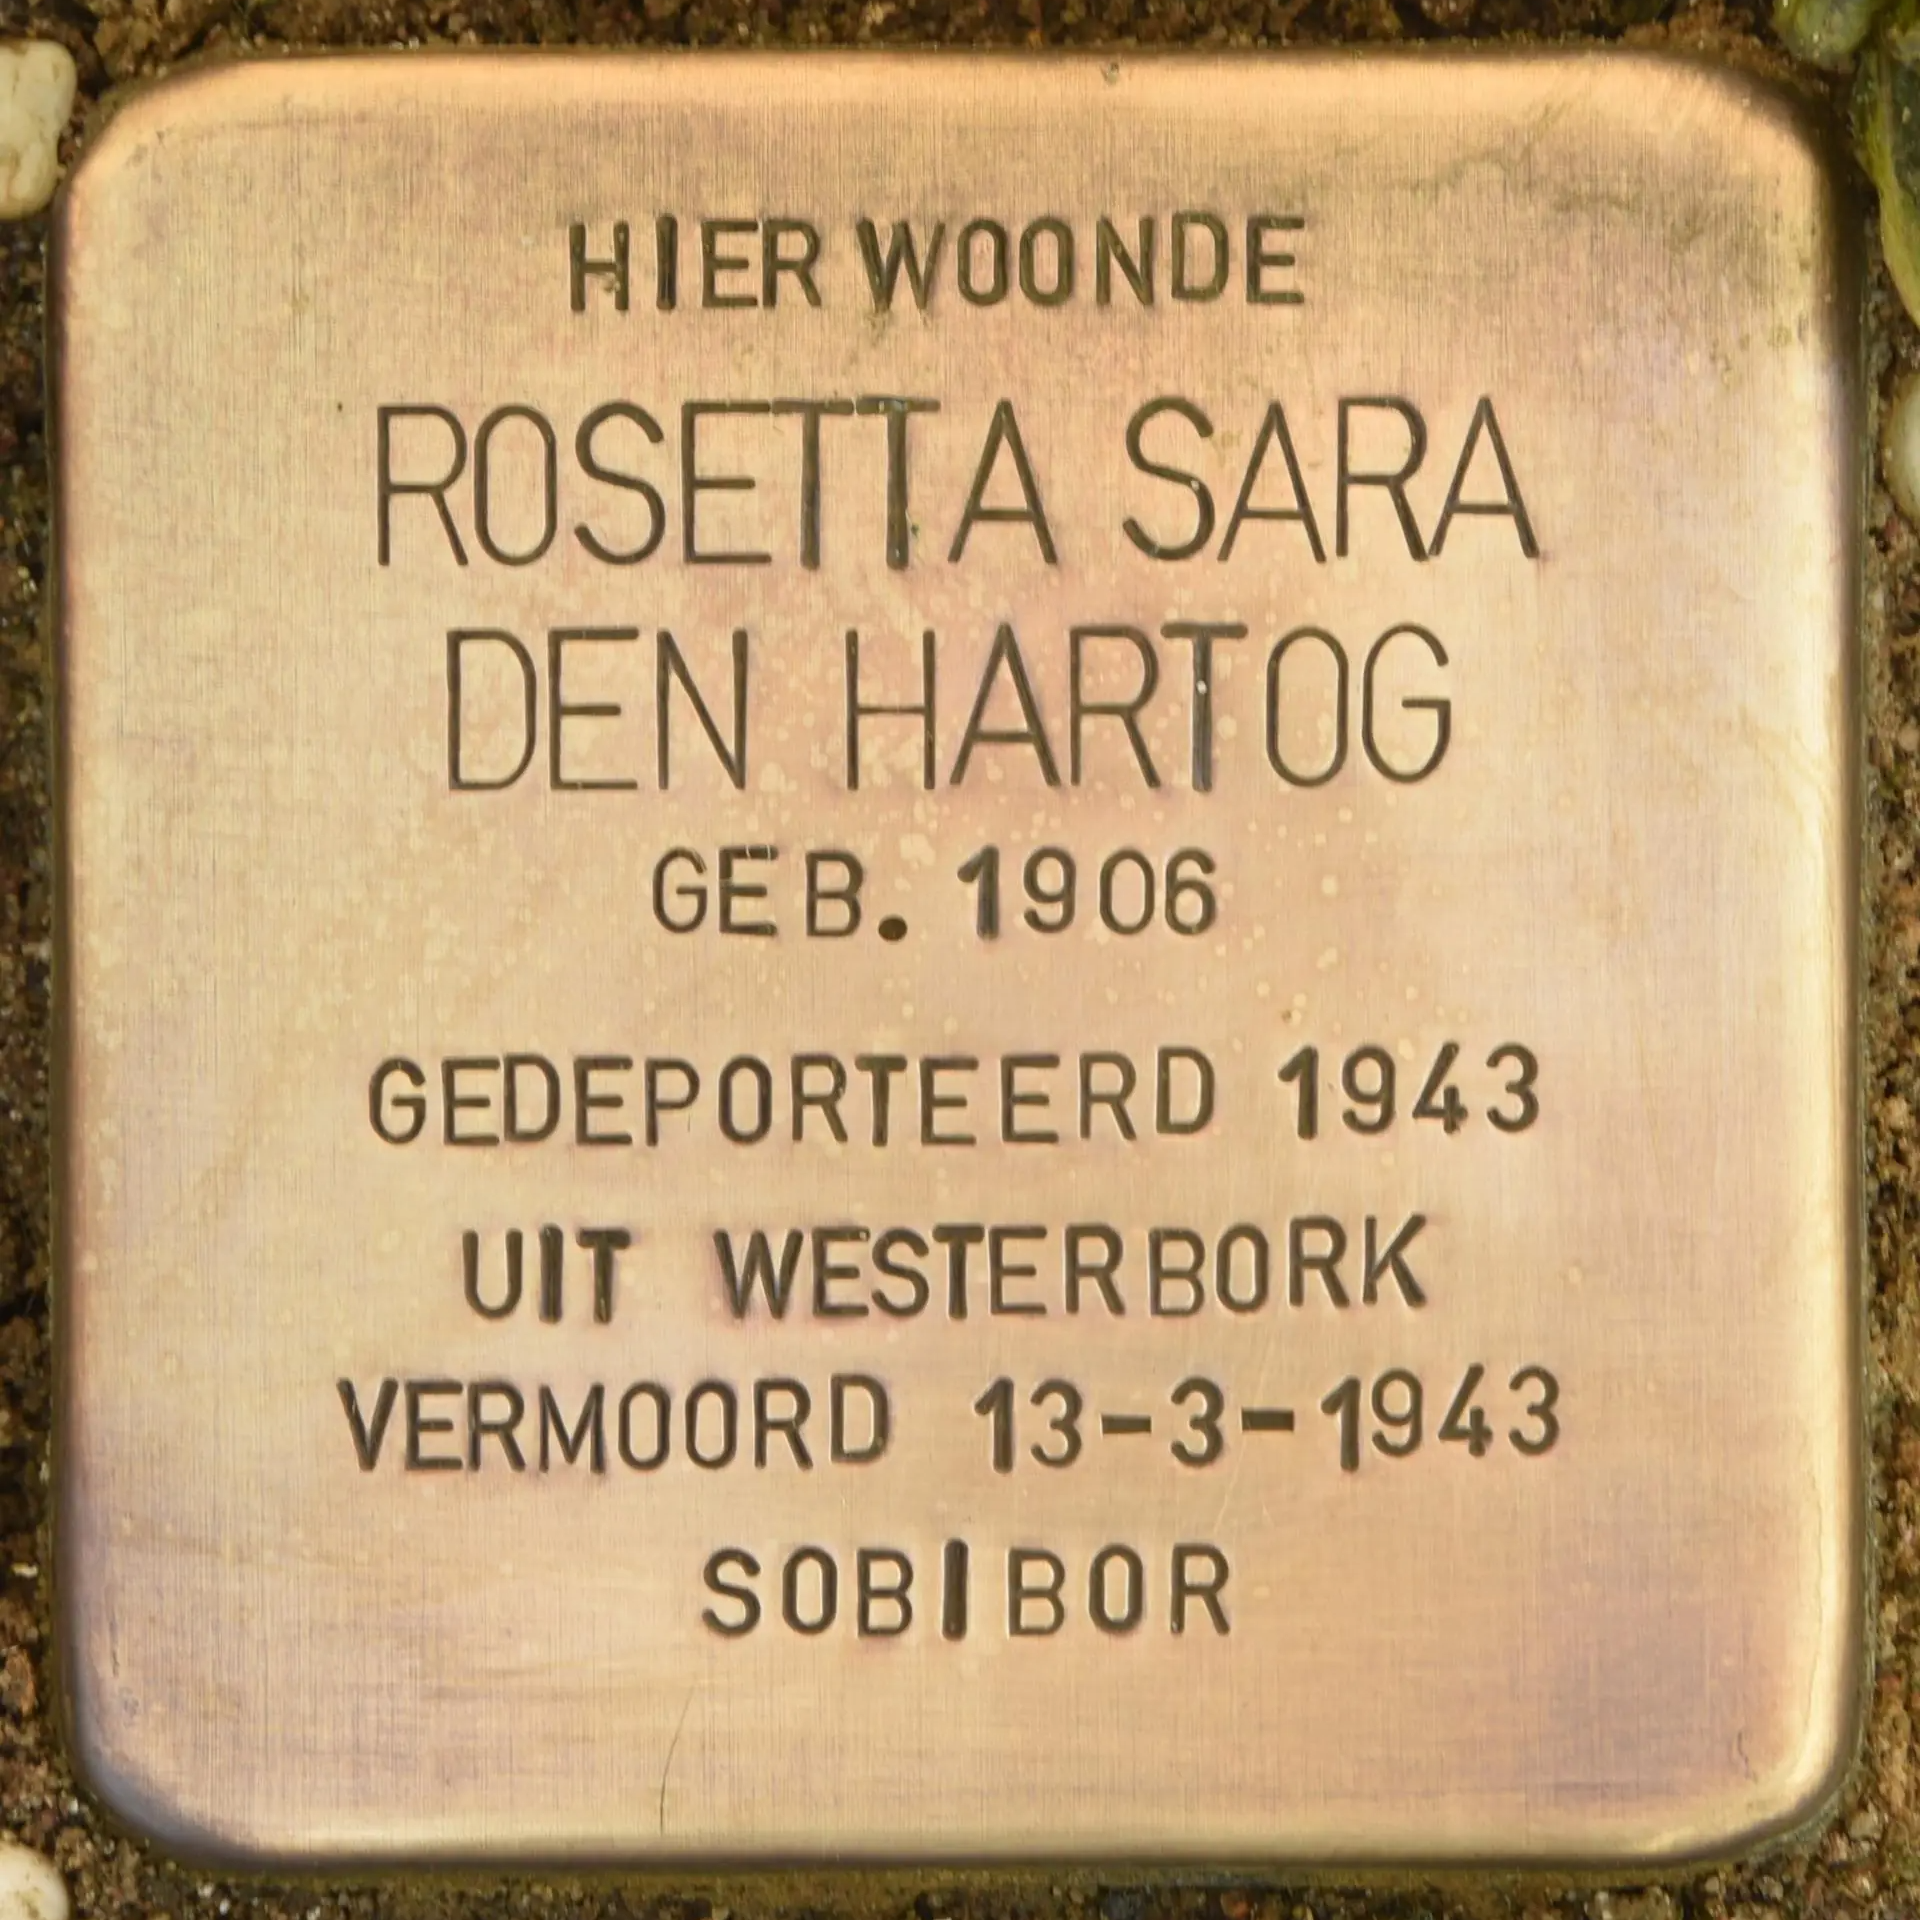 HIER WOONDE
ROSETTA SARA
DEN HARTOG
GEB. 1906
GEDEPORTEERD 1943
UIT WESTERBORK
VERMOORD 13-3-1943
SOBIBOR